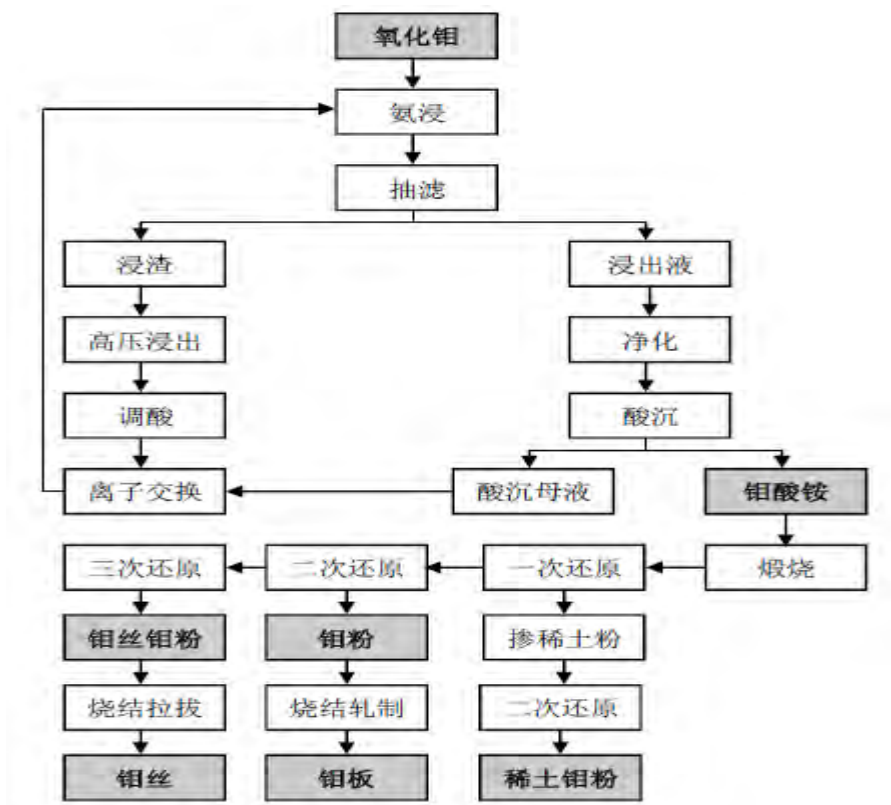 氧化钼
氨浸
抽滤
浸渣
浸出液
高压浸出
净化
调酸
酸沉
离子交换
酸沉母液
钼酸铵
三次还原
二次还原
一次还原
煅烧
钼丝钼粉
钼粉
掺稀土粉
烧结拉拔
烧结轧制
二次还原
钼丝
钼板
稀土钼粉